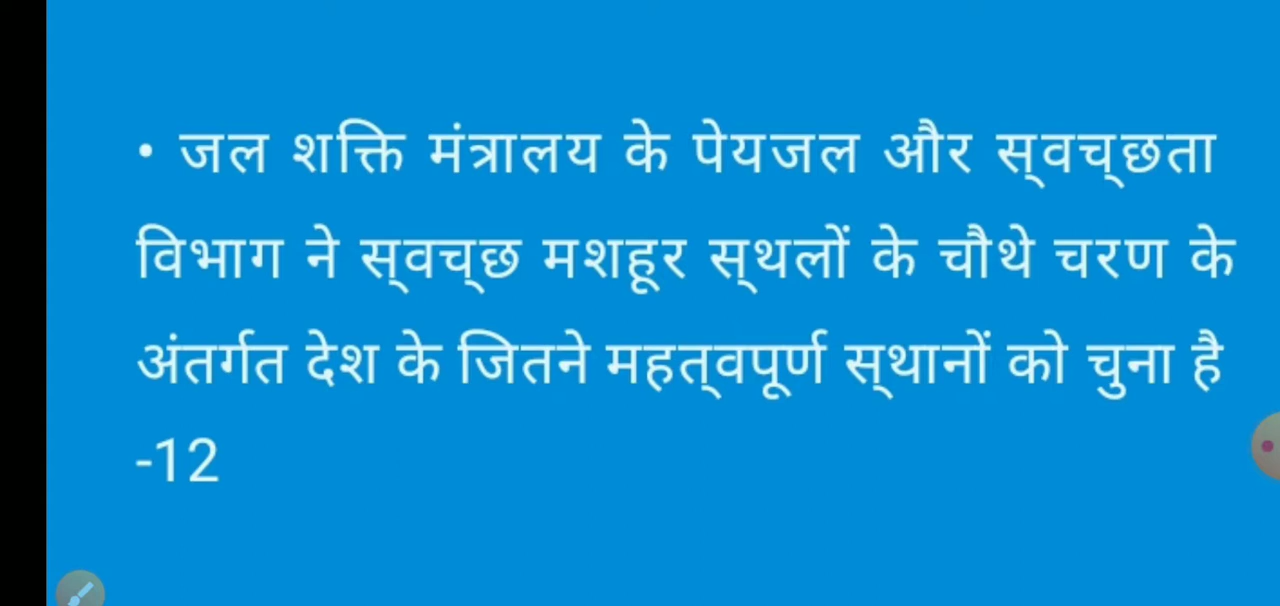 • जल शक्ति मंत्रालय के पेयजल और स्‌वच्‌छता
विभाग ने स्‌वच्‌छ मशहूर स्‌थलों के चौथे चरण के
अंतर्गत देश के जितने महत्‌वपूर्ण स्‌थानों को चुना है
-12